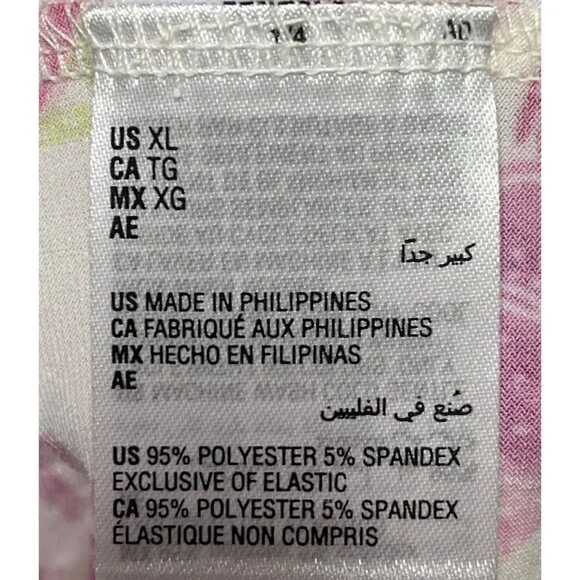 US XL
CA TG
MX XG
AE
كبير جدًا
US MADE IN PHILIPPINES
CA FABRIQUÉ AUX PHILIPPINES
MX HECHO EN FILIPINAS
AE
صُنع في الفلبين
US 95% POLYESTER 5% SPANDEX
EXCLUSIVE OF ELASTIC
CA 95% POLYESTER 5% SPANDEX
ÉLASTIQUE NON COMPRIS